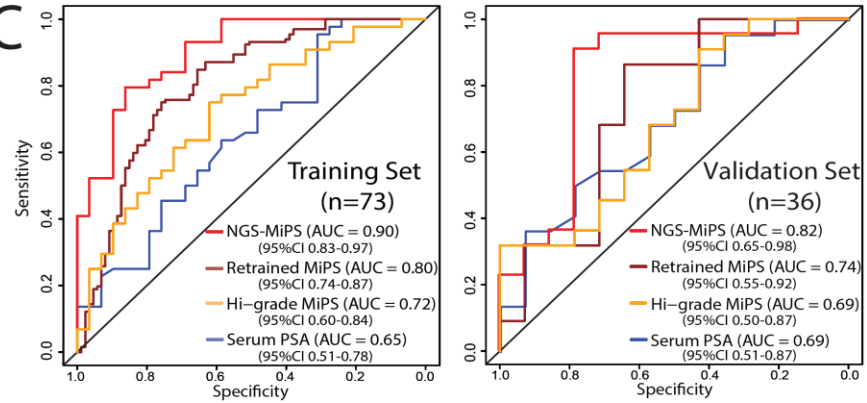 C
1.0
0.8
0.6
0.4
0.2
0.0
Sensitivity
1.0 0.8 0.6 0.4 0.2 0.0
Specificity
Training Set
(n=73)
NGS-MiPS (AUC = 0.90)
(95%CI 0.83-0.97)
Retrained MiPS (AUC = 0.80)
(95%CI 0.74-0.87)
Hi-grade MiPS (AUC = 0.72)
(95%CI 0.60-0.84)
Serum PSA (AUC = 0.65)
(95%CI 0.51-0.78)
1.0
0.8
0.6
0.4
0.2
0.0
1.0 0.8 0.6 0.4 0.2 0.0
Specificity
Validation Set
(n=36)
NGS-MiPS (AUC = 0.82)
(95%CI 0.65-0.98)
Retrained MiPS (AUC = 0.74)
(95%CI 0.55-0.92)
Hi−grade MiPS (AUC = 0.69)
(95%CI 0.50-0.87)
Serum PSA (AUC = 0.69)
(95%CI 0.51-0.87)